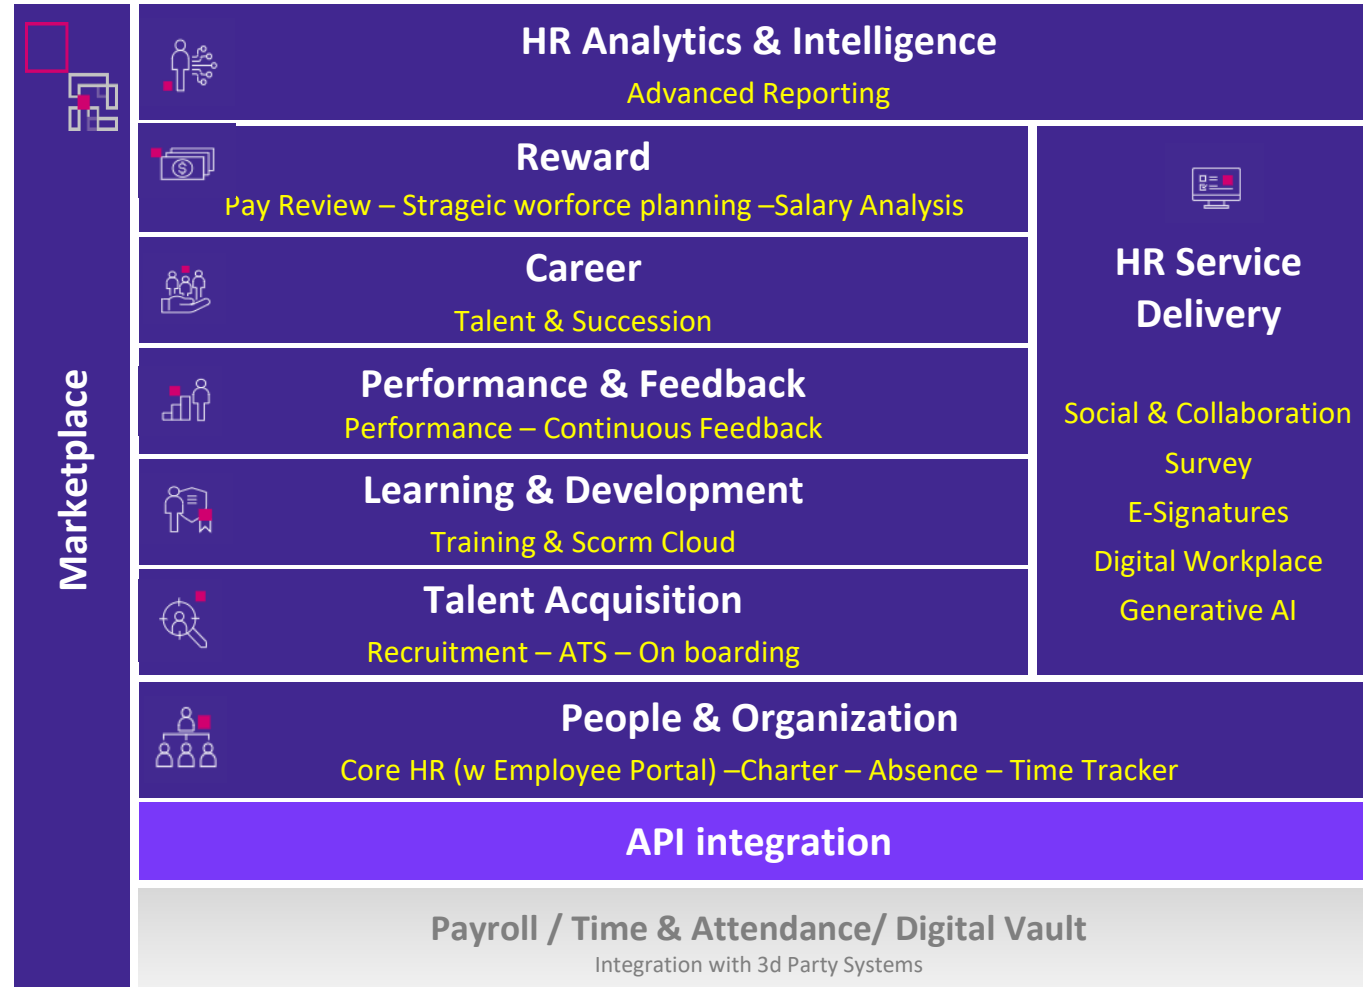 Marketplace
HR Analytics & Intelligence
Advanced Reporting
Reward
Pay Review – Strageic worforce planning –Salary Analysis
Career
Talent & Succession
Performance & Feedback
Performance – Continuous Feedback
Learning & Development
Training & Scorm Cloud
Talent Acquisition
Recruitment – ATS – On boarding
HR Service
Delivery
Social & Collaboration
Survey
E-Signatures
Digital Workplace
Generative AI
People & Organization
Core HR (w Employee Portal) –Charter – Absence – Time Tracker
API integration
Payroll / Time & Attendance/ Digital Vault
Integration with 3d Party Systems